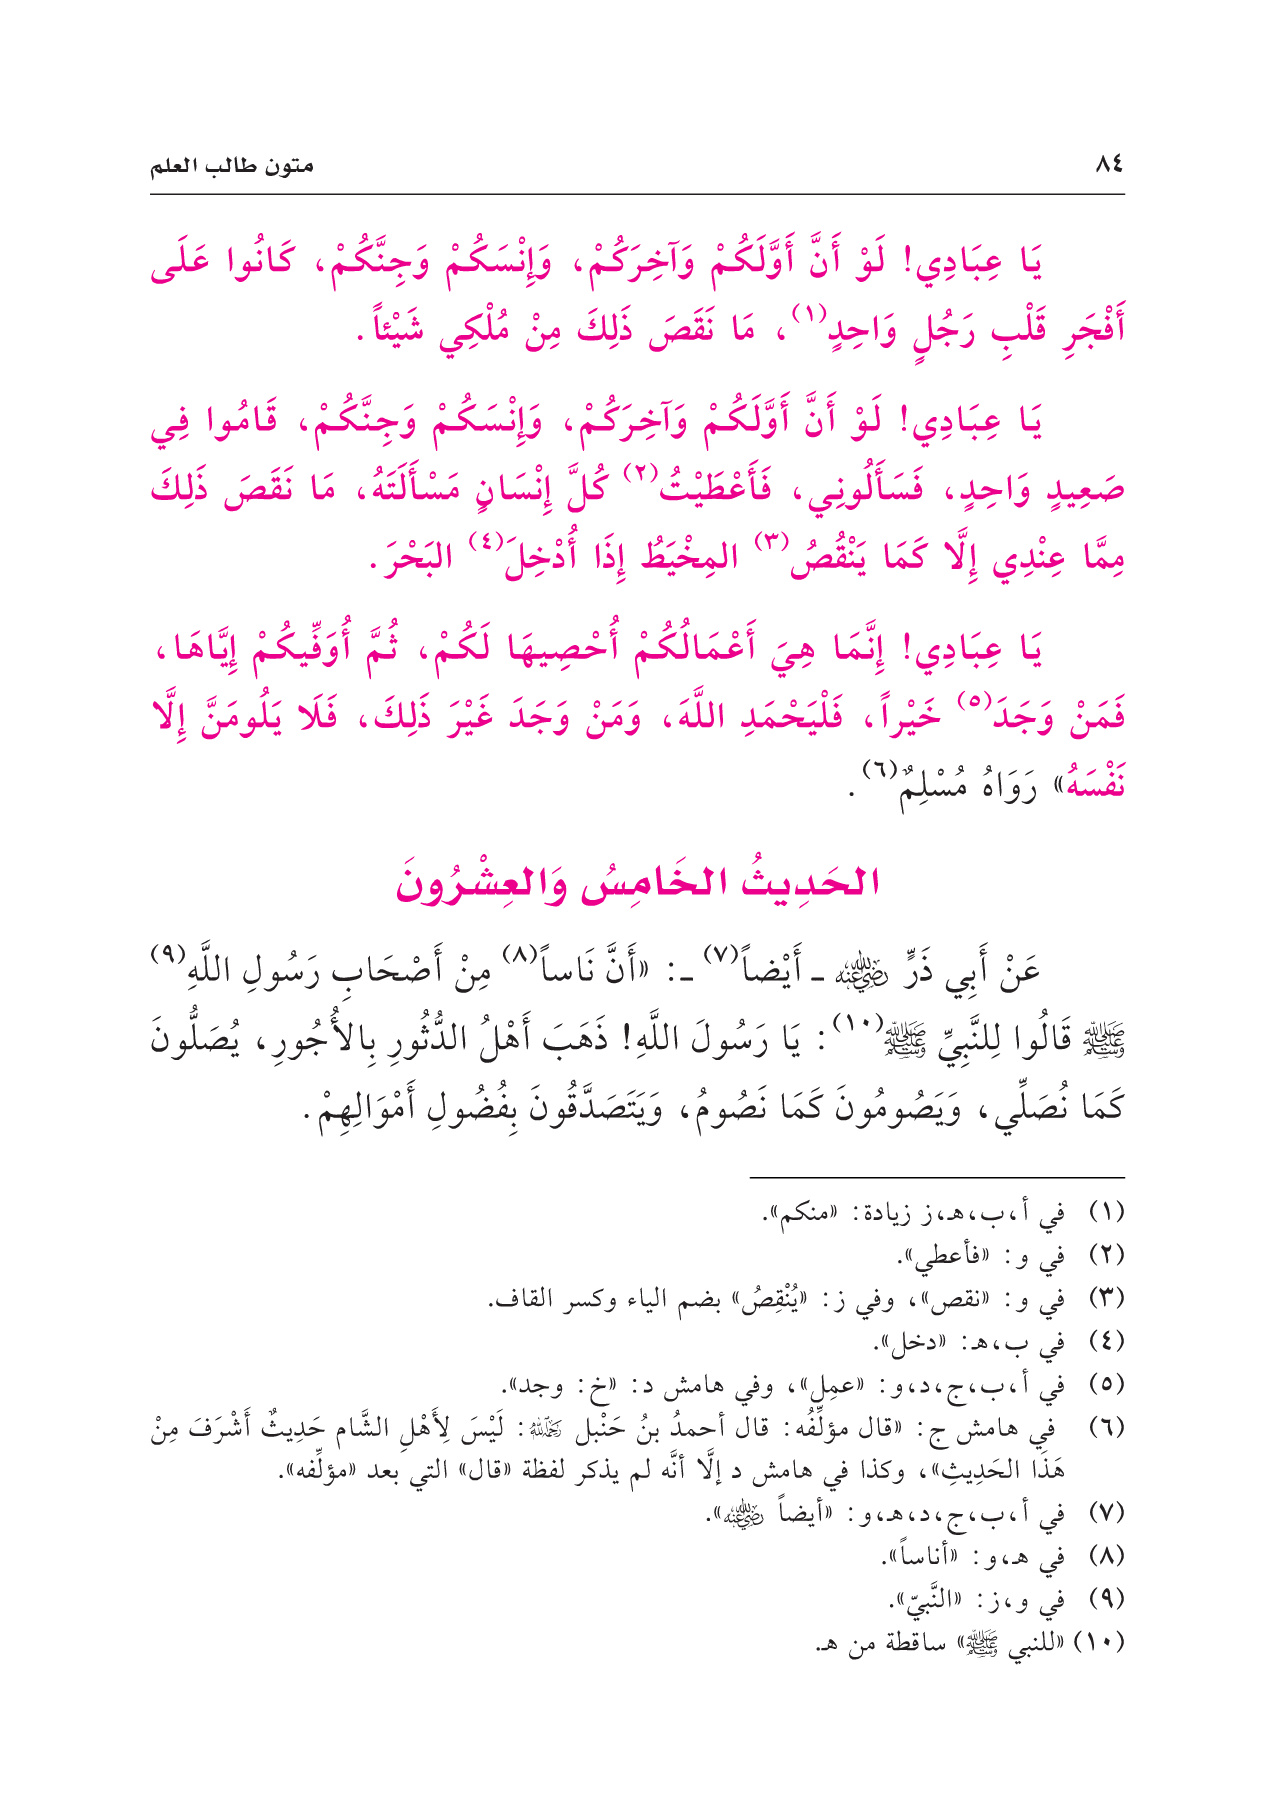 ٨٤ متون طالب العلم
يَا عِبَادِي! لَوْ أَنَّ أَوَّلَكُمْ وَآخِرَكُمْ، وَإِنْسَكُمْ وَجِنَّكُمْ، كَانُوا عَلَى
أَفْجَرِ قَلْبِ رَجُلٍ وَاحِدٍ(١)، مَا نَقَصَ ذَلِكَ مِنْ مُلْكِي شَيْئاً.
يَا عِبَادِي! لَوْ أَنَّ أَوَّلَكُمْ وَآخِرَكُمْ، وَإِنْسَكُمْ وَجِنَّكُمْ، قَامُوا فِي
صَعِيدٍ وَاحِدٍ، فَسَأَلُونِي، فَأَعْطَيْتُ(٢) كُلَّ إِنْسَانٍ مَسْأَلَتَهُ، مَا نَقَصَ ذَلِكَ
مِمَّا عِنْدِي إِلَّا كَمَا يَنْقُصُ(٣) المِخْيَطُ إِذَا أُدْخِلَ(٤) البَحْرَ.
يَا عِبَادِي! إِنَّمَا هِيَ أَعْمَالُكُمْ أُحْصِيهَا لَكُمْ، ثُمَّ أُوَفِّيكُمْ إِيَّاهَا،
فَمَنْ وَجَدَ(٥) خَيْراً، فَلْيَحْمَدِ اللَّهَ، وَمَنْ وَجَدَ غَيْرَ ذَلِكَ، فَلَا يَلُومَنَّ إِلَّا
نَفْسَهُ» رَوَاهُ مُسْلِمٌ(٦).
الحَدِيثُ الخَامِسُ وَالعِشْرُونَ
عَنْ أَبِي ذَرٍّ رضي الله عنه ـ أَيْضاً(٧) ـ: «أَنَّ نَاساً(٨) مِنْ أَصْحَابِ رَسُولِ اللَّهِ(٩)
ﷺ قَالُوا لِلنَّبِيِّ ﷺ(١٠): يَا رَسُولَ اللَّهِ! ذَهَبَ أَهْلُ الدُّثُورِ بِالأُجُورِ، يُصَلُّونَ
كَمَا نُصَلِّي، وَيَصُومُونَ كَمَا نَصُومُ، وَيَتَصَدَّقُونَ بِفُضُولِ أَمْوَالِهِمْ.
(١) في أ،ب،هـ،ز زيادة: «منكم».
(٢) في و: «فأعطي».
(٣) في و: «نقص»، وفي ز: «يُنْقِصُ» بضم الياء وكسر القاف.
(٤) في ب،هـ: «دخل».
(٥) في أ،ب،ج،د،و: «عمِل»، وفي هامش د: «خ: وجد».
(٦) في هامش ج: «قال مؤلِّفُه: قال أحمدُ بنُ حَنْبل رحمه الله: لَيْسَ لِأَهْلِ الشَّام حَدِيثٌ أَشْرَفَ مِنْ
هَذَا الحَدِيثِ»، وكذا في هامش د إلَّا أنَّه لم يذكر لفظة «قال» التي بعد «مؤلِّفه».
(٧) في أ،ب،ج،د،هـ،و: «أيضاً رضي الله عنه».
(٨) في هـ،و: «أناساً».
(٩) في و،ز: «النَّبيّ».
(١٠) «للنبي ﷺ» ساقطة من هـ.